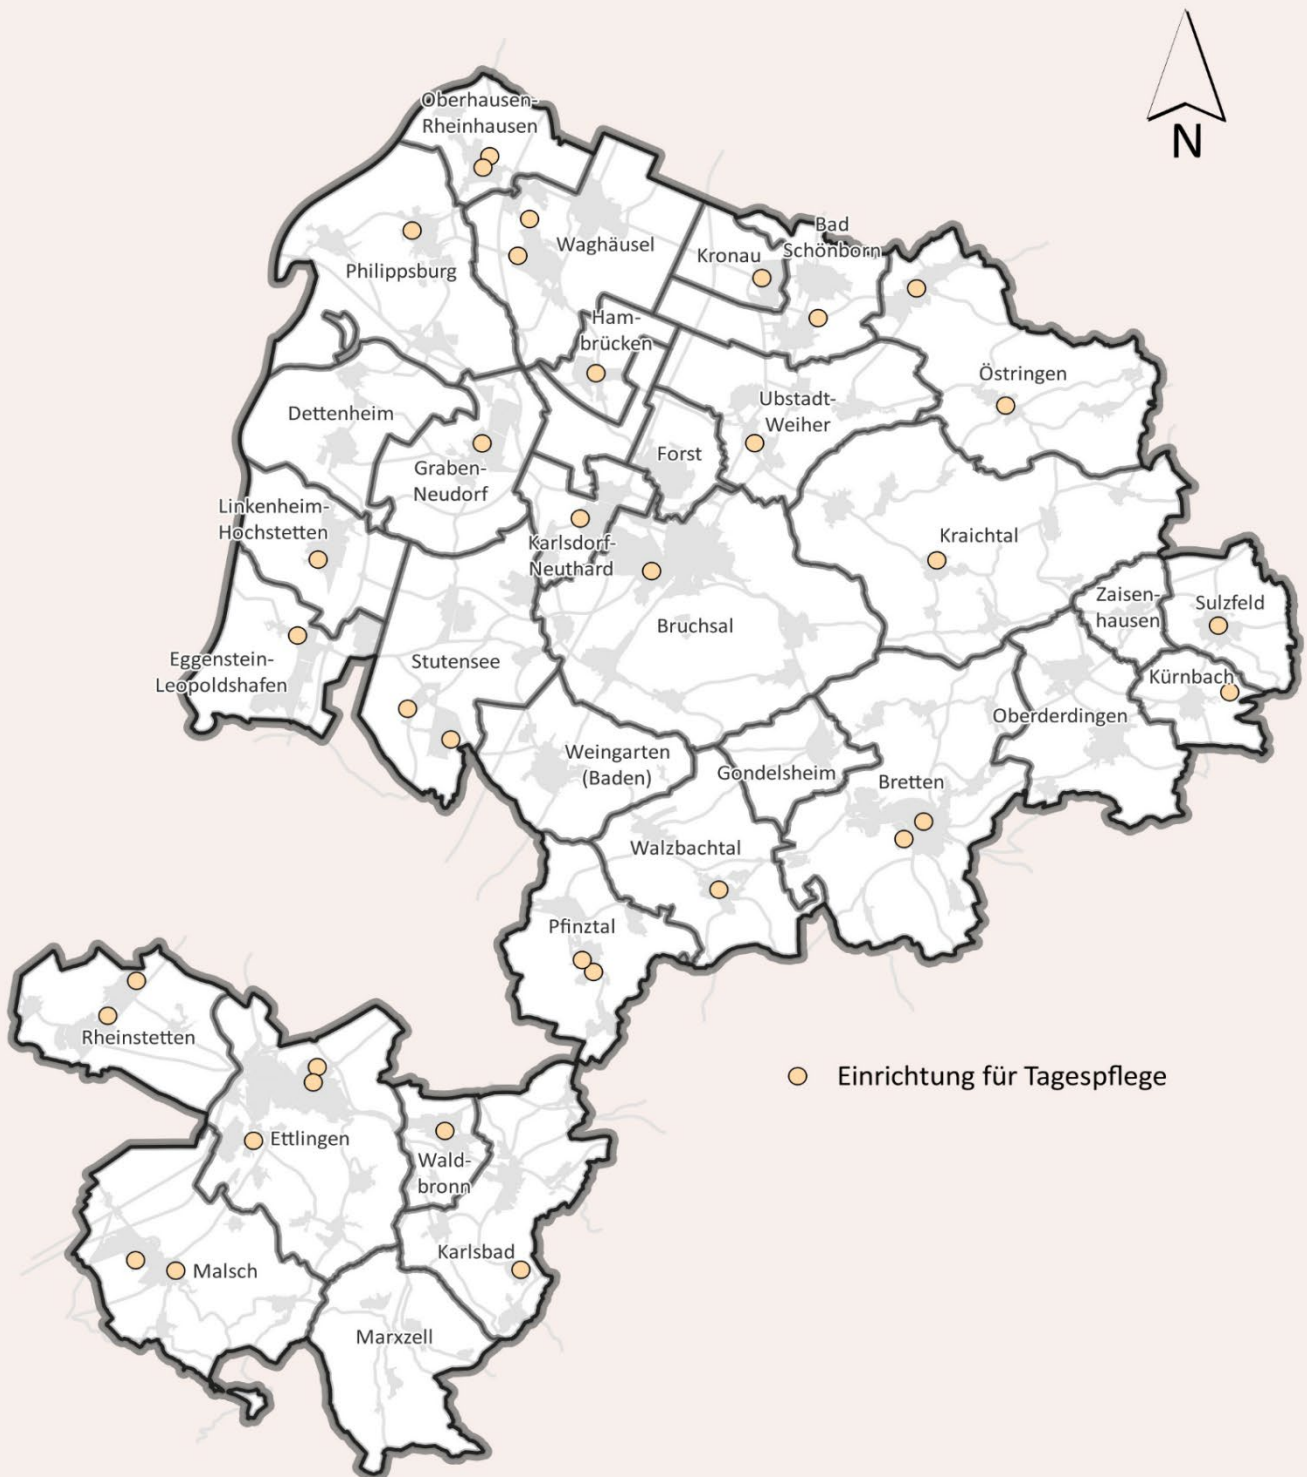 N
Oberhausen-
Rheinhausen
Waghäusel
Philippsburg
Kronau
Bad
Schönborn
Ham-
brücken
Östringen
Dettenheim
Ubstadt-
Weiher
Graben-
Neudorf
Forst
Linkenheim-
Hochstetten
Karlsdorf-
Neuthard
Kraichtal
Zaisen-
hausen
Sulzfeld
Bruchsal
Eggenstein-
Leopoldshafen
Stutensee
Kürnbach
Oberderdingen
Weingarten
(Baden)
Gondelsheim
Bretten
Walzbachtal
Pfinztal
Rheinstetten
Einrichtung für Tagespflege
Ettlingen
Wald-
bronn
Karlsbad
Malsch
Marxzell